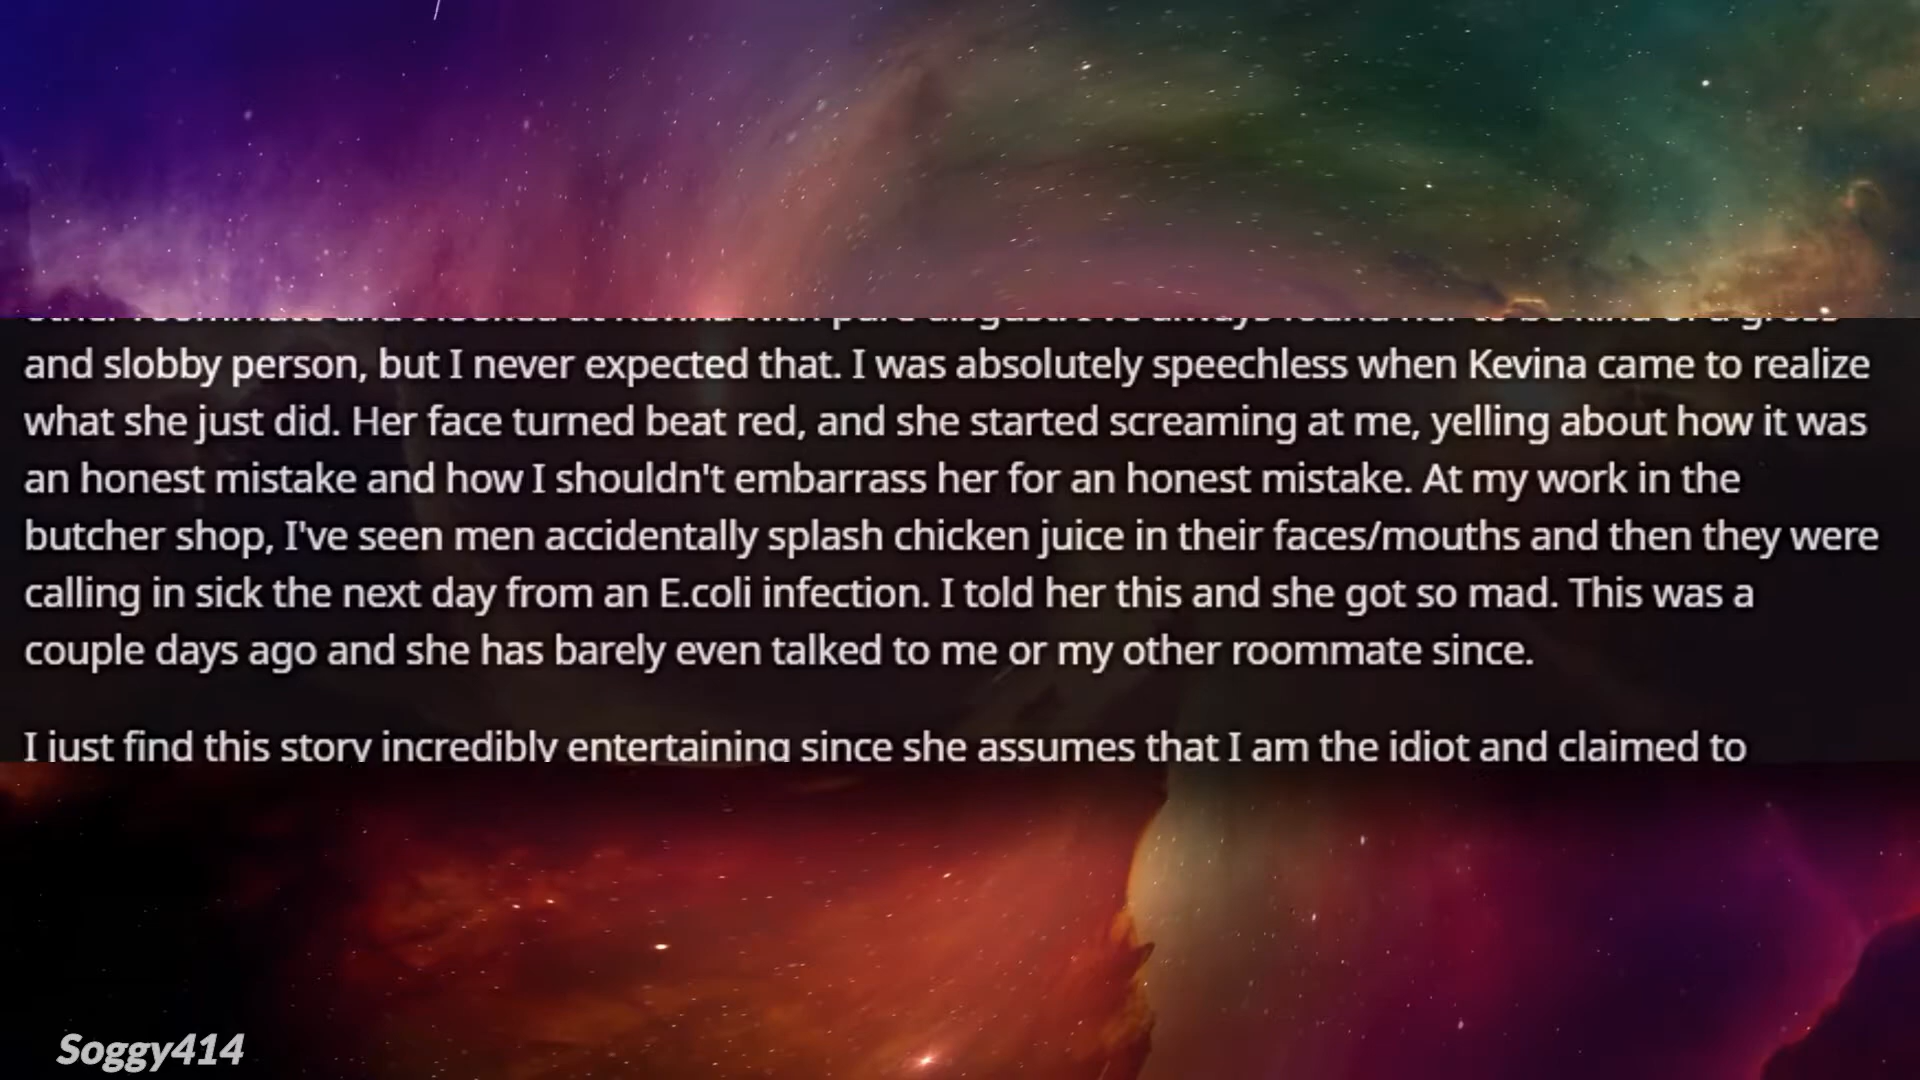 and slobby person, but I never expected that. I was absolutely speechless when Kevina came to realize
what she just did. Her face turned beat red, and she started screaming at me, yelling about how it was
an honest mistake and how I shouldn't embarrass her for an honest mistake. At my work in the
butcher shop, I've seen men accidentally splash chicken juice in their faces/mouths and then they were
calling in sick the next day from an E.coli infection. I told her this and she got so mad. This was a
couple days ago and she has barely even talked to me or my other roommate since.
I just find this story incredibly entertaining since she assumes that I am the idiot and claimed to
Soggy414